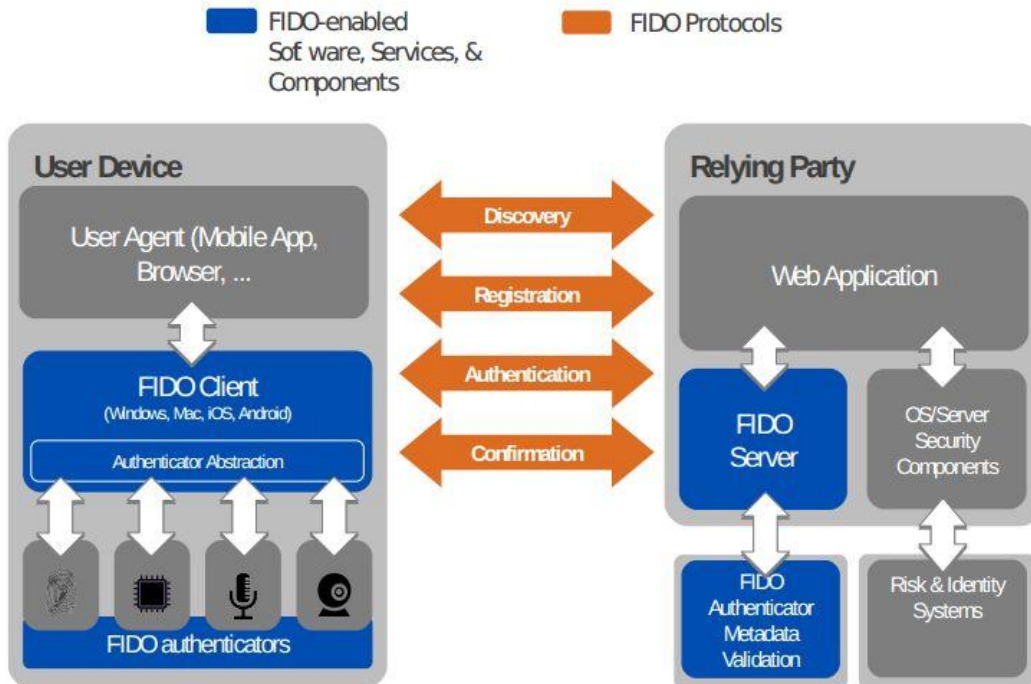 FIDO-enabled
Sof ware, Services, &
Components
FIDO Protocols
User Device
User Agent (Mobile App,
Browser, ...
FIDO Client
(Windows, Mac, iOS, Android)
Authenticator Abstraction
FIDO authenticators
Discovery
Registration
Authentication
Confirmation
Relying Party
Web Application
FIDO
Server
OS/Server
Security
Components
FIDO
Authenticator
Metadata
Validation
Risk & Identity
Systems